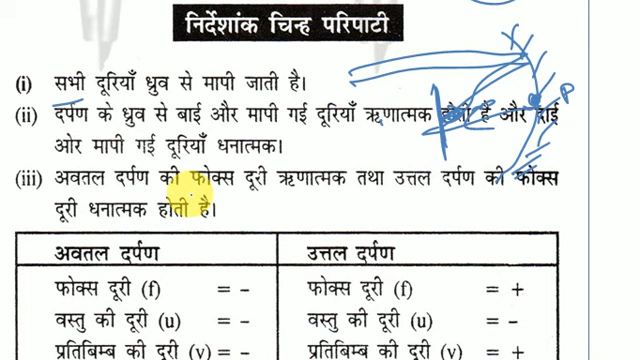 निर्देशांक चिन्ह परिपाटी
(i) सभी दूरियाँ ध्रुव से मापी जाती है।
(ii) दर्पण के ध्रुव से बाई और मापी गई दूरियाँ ऋणात्मक होती है और दाई
ओर मापी गई दूरियाँ धनात्मक।
(iii) अवतल दर्पण की फोक्स दूरी ऋणात्मक तथा उत्तल दर्पण की फोक्स
दूरी धनात्मक होती है।
अवतल दर्पण उत्तल दर्पण
फोक्स दूरी (f) = - फोक्स दूरी (f) = +
वस्तु की दूरी (u) = - वस्तु की दूरी (u) = -
प्रतिबिम्ब की दूरी (v) = - प्रतिबिम्ब की दूरी (v) = +
P